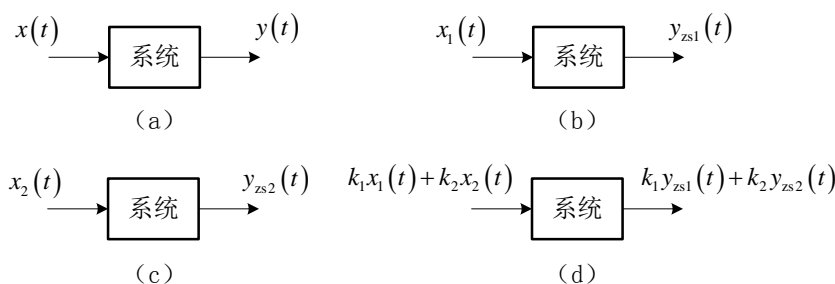 x(t) 系统 y(t)
(a)
x₁(t) 系统 y_zs1(t)
(b)
x₂(t) 系统 y_zs2(t)
(c)
k₁x₁(t)+k₂x₂(t) 系统 k₁y_zs1(t)+k₂y_zs2(t)
(d)